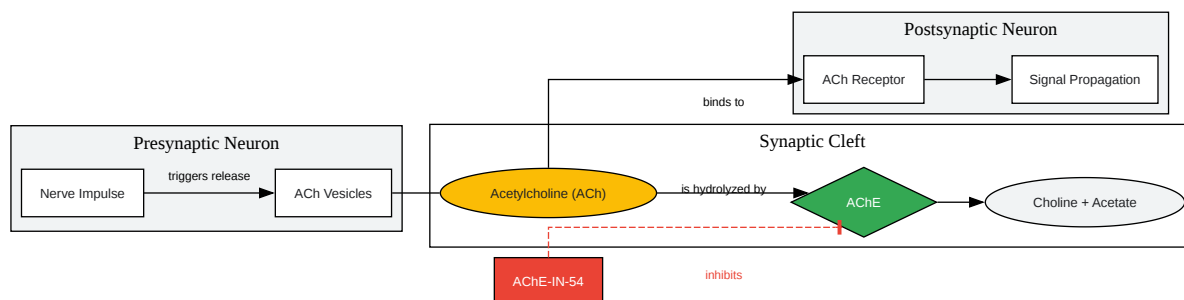 Postsynaptic Neuron
ACh Receptor
Signal Propagation
binds to
Presynaptic Neuron
Synaptic Cleft
Nerve Impulse
triggers release
ACh Vesicles
Acetylcholine (ACh)
is hydrolyzed by
AChE
Choline + Acetate
AChE-IN-54
inhibits